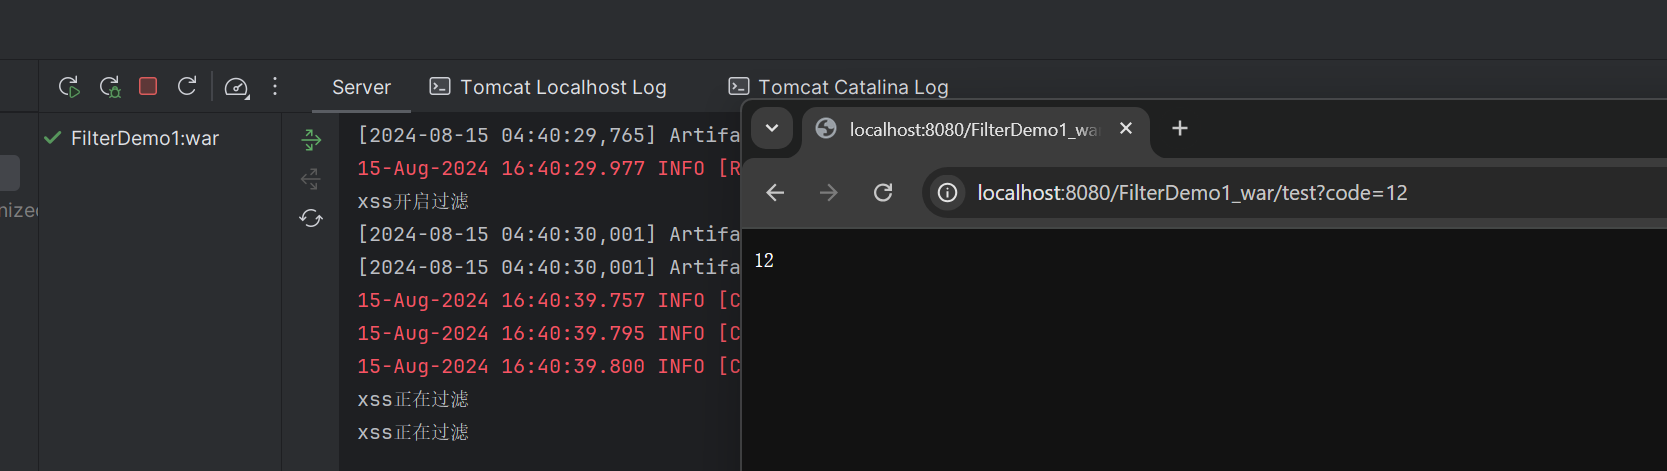 Server
Tomcat Localhost Log
Tomcat Catalina Log
FilterDemo1:war
[2024-08-15 04:40:29,765] Artifa
15-Aug-2024 16:40:29.977 INFO [R
xss开启过滤
[2024-08-15 04:40:30,001] Artifa
[2024-08-15 04:40:30,001] Artifa
15-Aug-2024 16:40:39.757 INFO [C
15-Aug-2024 16:40:39.795 INFO [C
15-Aug-2024 16:40:39.800 INFO [C
xss正在过滤
xss正在过滤
nized
localhost:8080/FilterDemo1_wa
localhost:8080/FilterDemo1_war/test?code=12
12